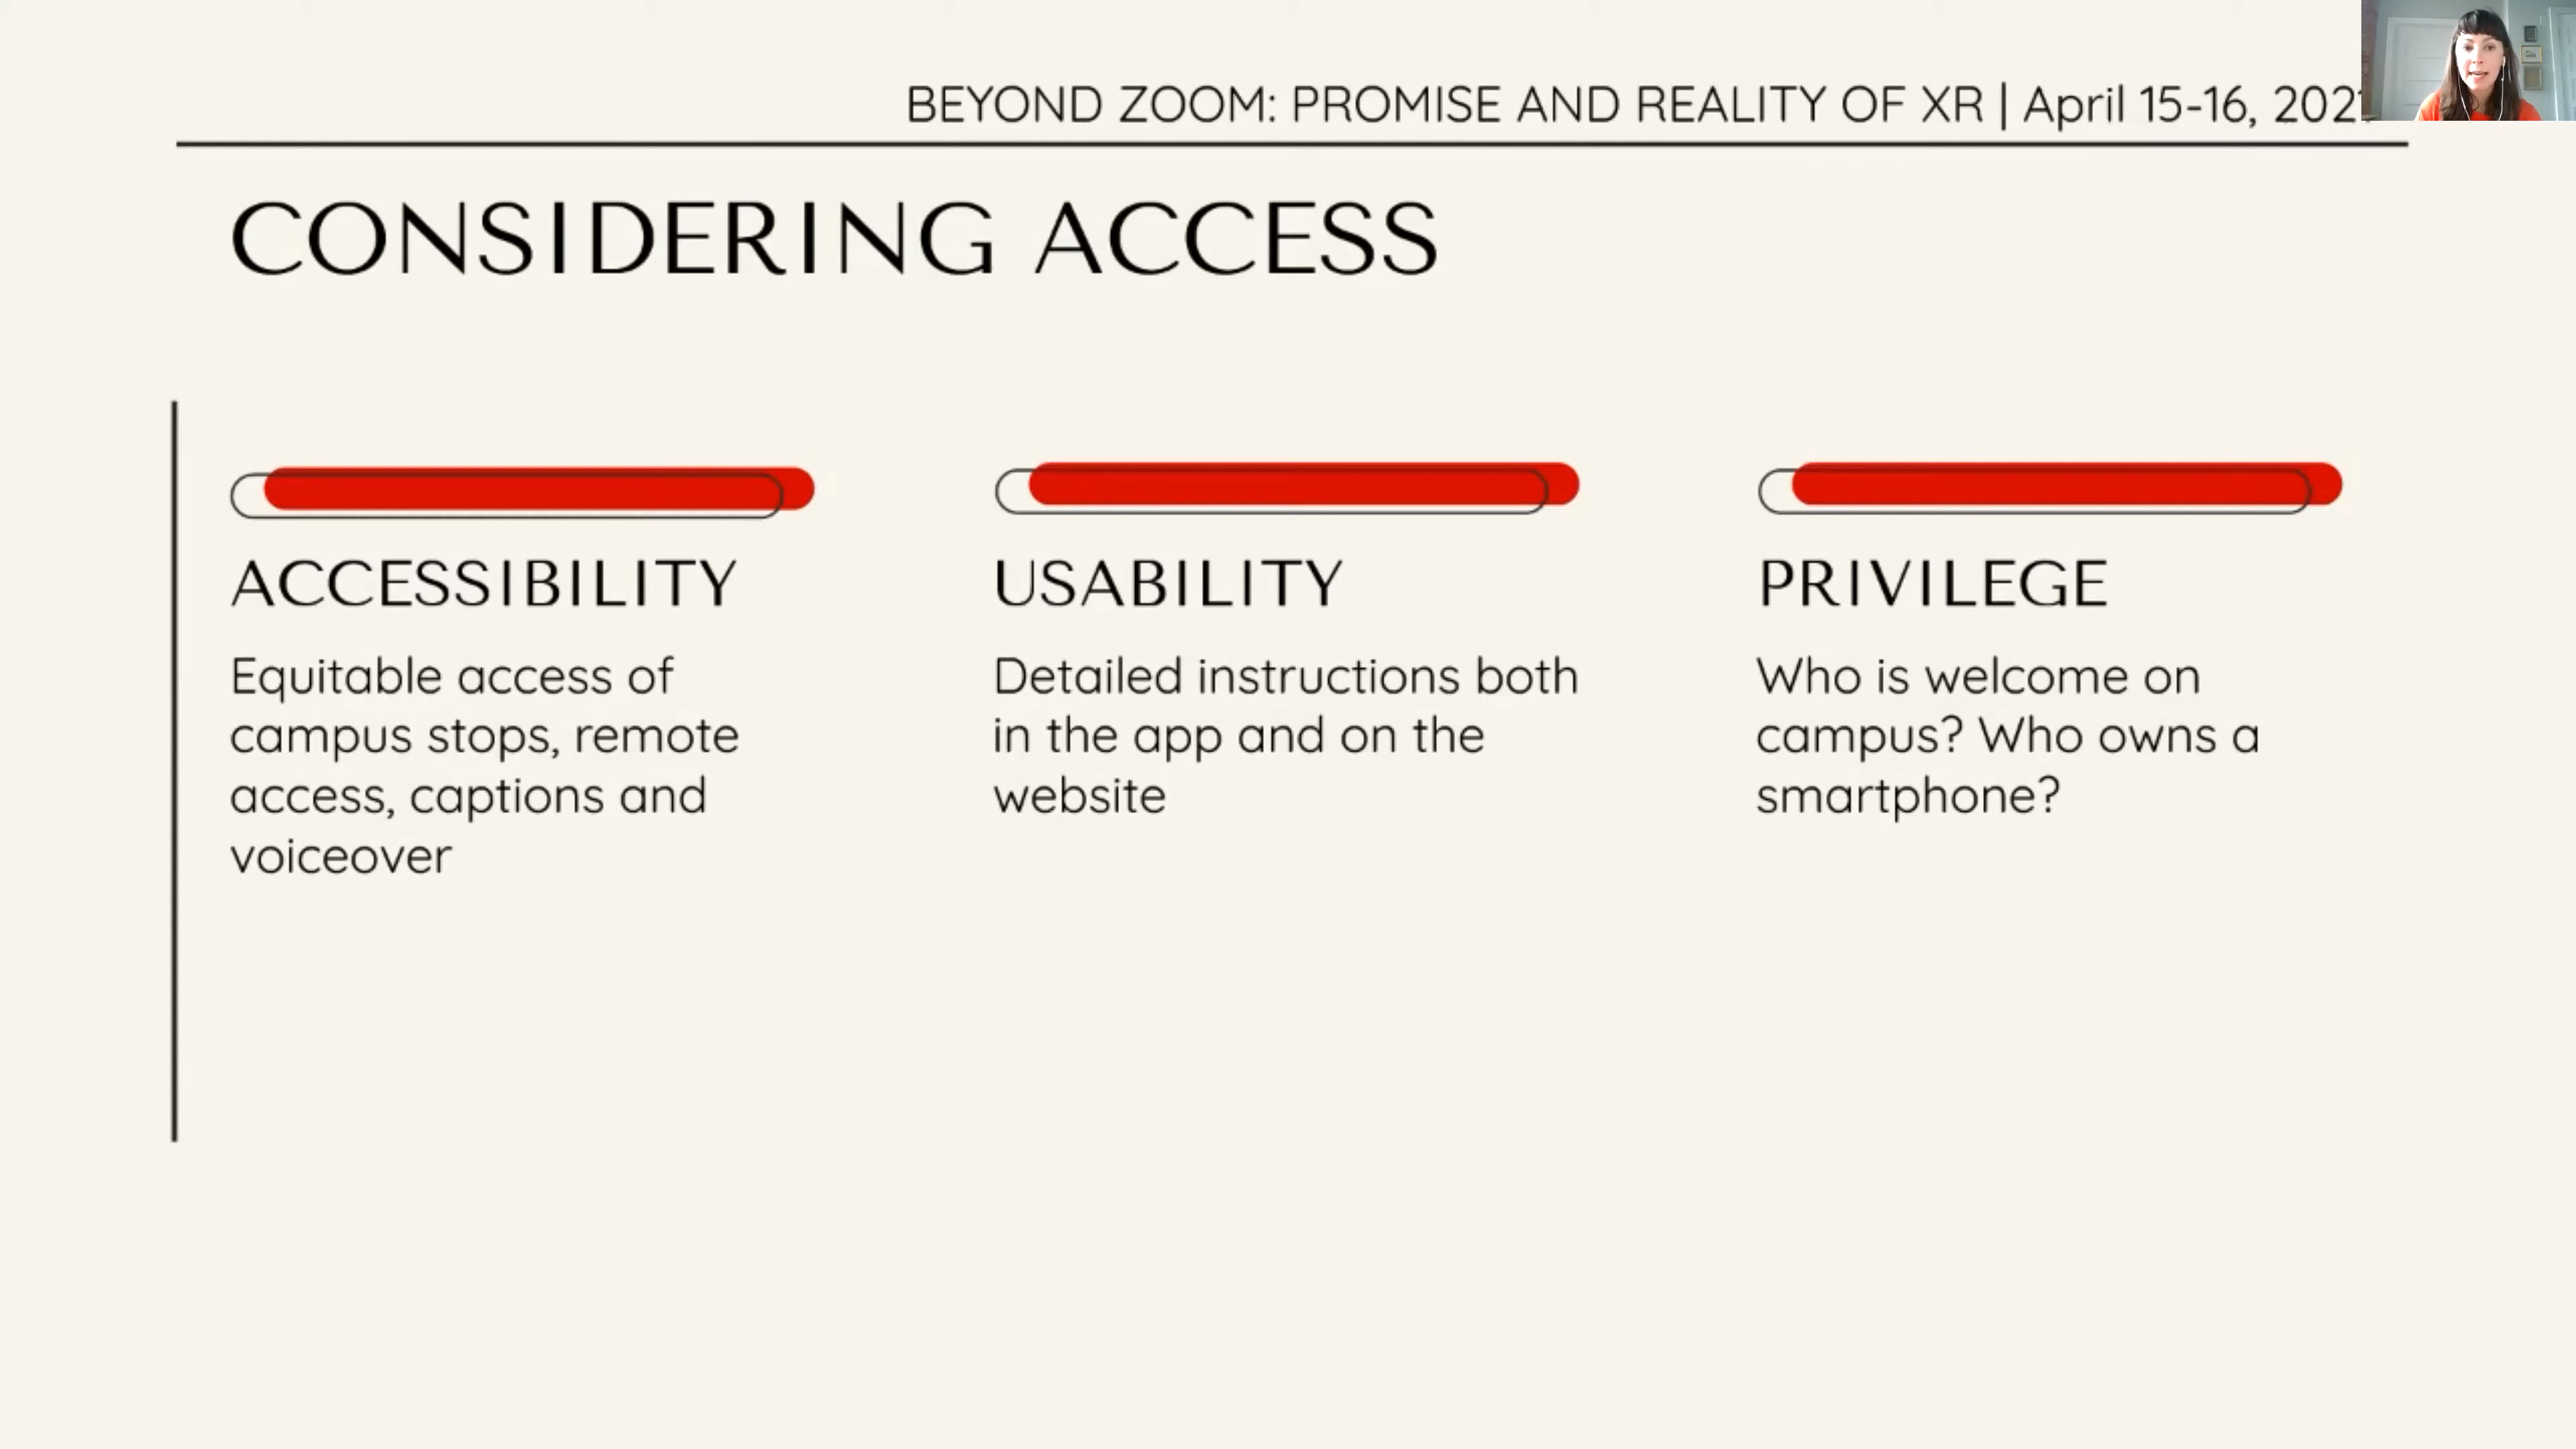 BEYOND ZOOM: PROMISE AND REALITY OF XR | April 15-16, 2021
CONSIDERING ACCESS
ACCESSIBILITY
Equitable access of
campus stops, remote
access, captions and
voiceover
USABILITY
Detailed instructions both
in the app and on the
website
PRIVILEGE
Who is welcome on
campus? Who owns a
smartphone?